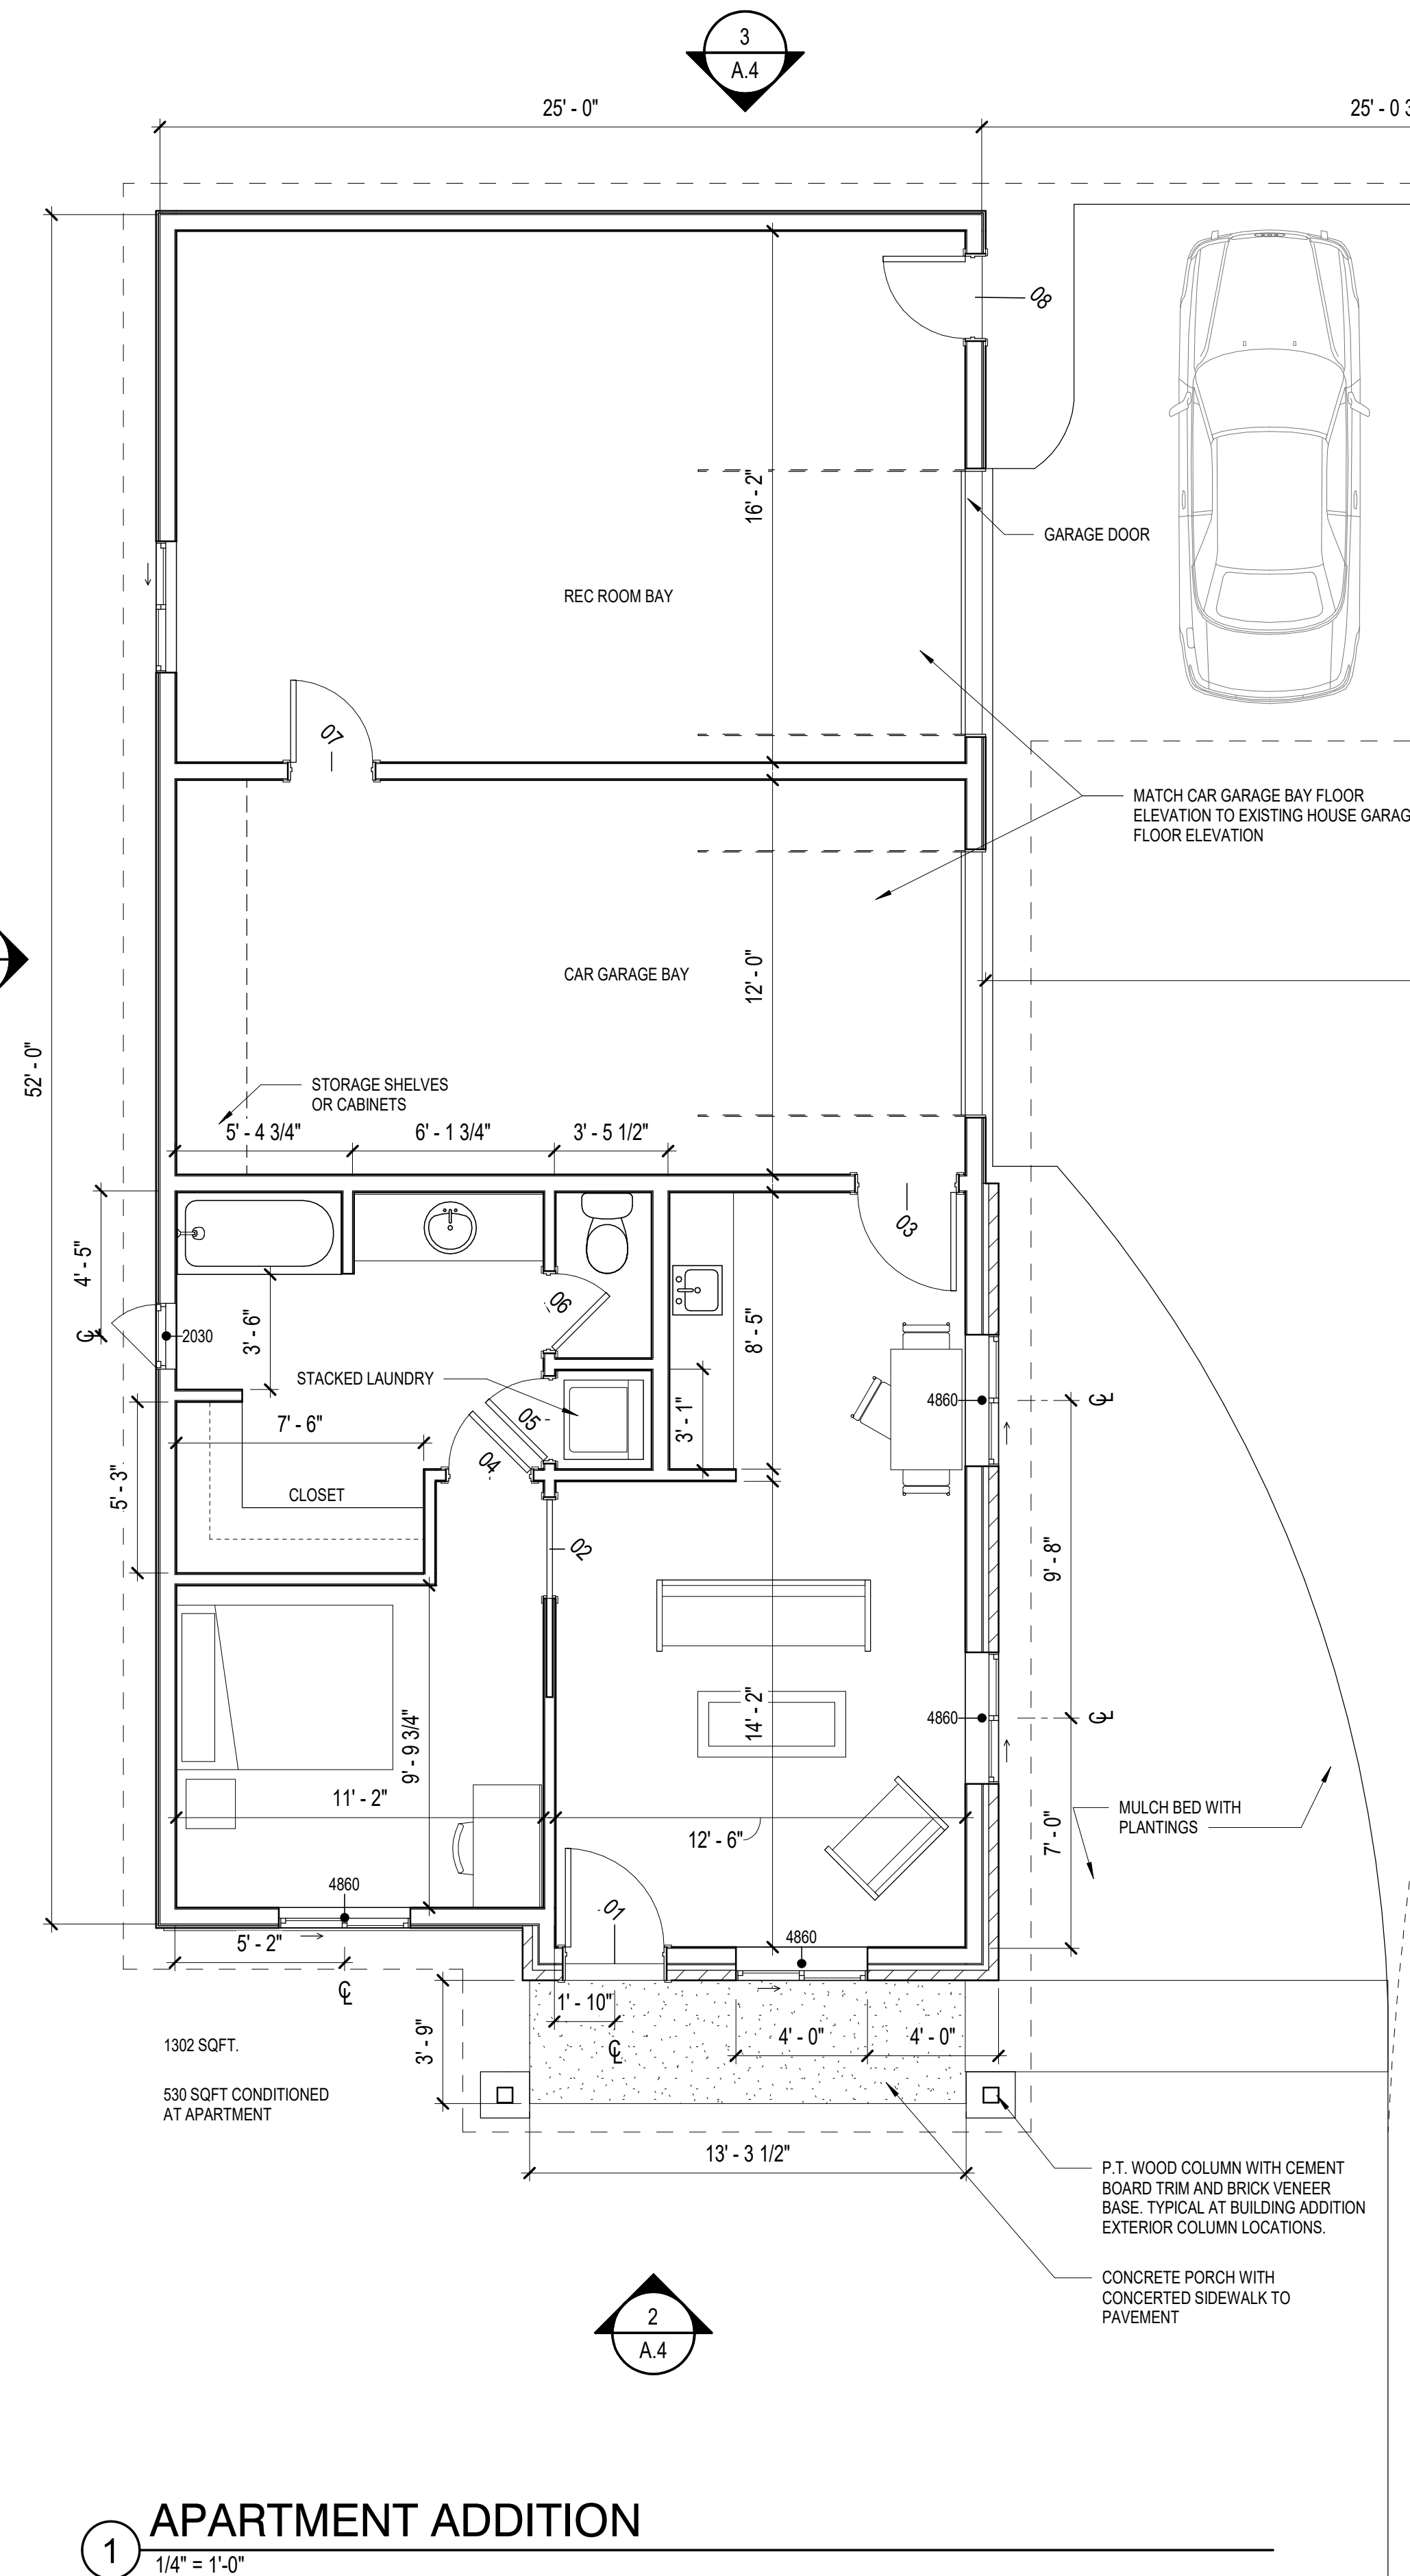 3
A.4
25' - 0"
25' - 0 3
08
16' - 2"
GARAGE DOOR
REC ROOM BAY
07
MATCH CAR GARAGE BAY FLOOR
ELEVATION TO EXISTING HOUSE GARAG
FLOOR ELEVATION
12' - 0"
CAR GARAGE BAY
52' - 0"
STORAGE SHELVES
OR CABINETS
5' - 4 3/4"
6' - 1 3/4"
3' - 5 1/2"
03
4' - 5"
06
2030
3' - 6"
8' - 5"
STACKED LAUNDRY
4860
3' - 1"
05
7' - 6"
04
5' - 3"
CLOSET
02
9' - 8"
14' - 2"
4860
9' - 9 3/4"
11' - 2"
12' - 6"
MULCH BED WITH
PLANTINGS
7' - 0"
4860
01
4860
5' - 2"
1' - 10"
4' - 0"
4' - 0"
3' - 9"
1302 SQFT.
530 SQFT CONDITIONED
AT APARTMENT
13' - 3 1/2"
P.T. WOOD COLUMN WITH CEMENT
BOARD TRIM AND BRICK VENEER
BASE. TYPICAL AT BUILDING ADDITION
EXTERIOR COLUMN LOCATIONS.
CONCRETE PORCH WITH
CONCERTED SIDEWALK TO
PAVEMENT
2
A.4
1
APARTMENT ADDITION
1/4" = 1'-0"